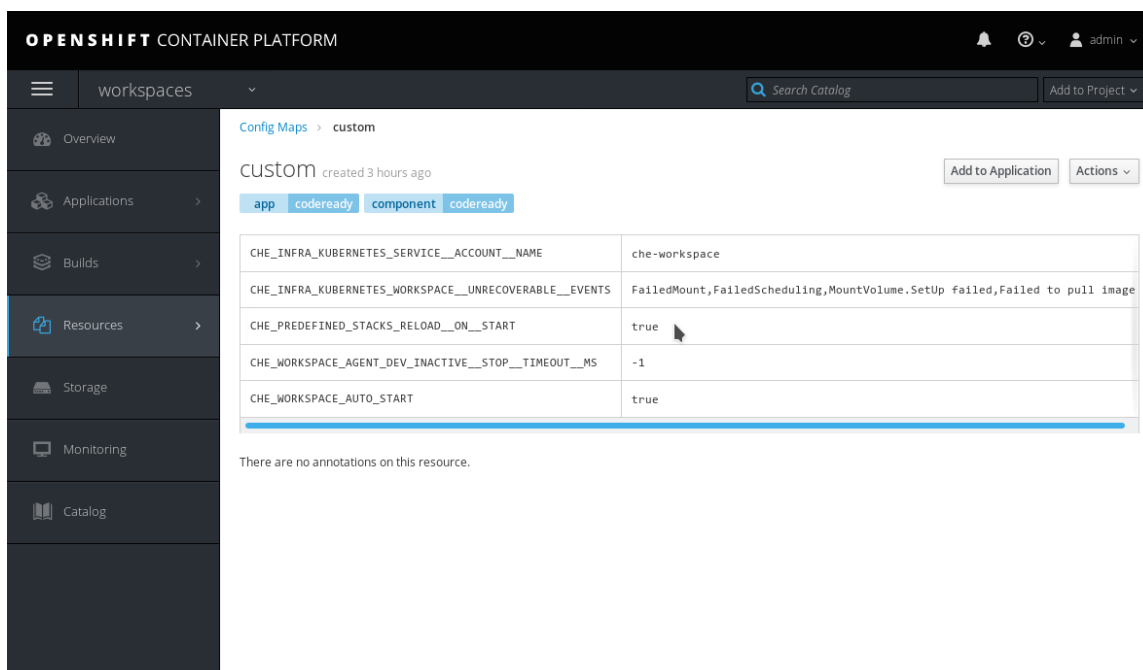 OPENSHIFT CONTAINER PLATFORM
admin
workspaces
Search Catalog
Add to Project
Overview
Applications
Builds
Resources
Storage
Monitoring
Catalog
Config Maps > custom
custom created 3 hours ago
Add to Application
Actions
app codeready component codeready
CHE_INFRA_KUBERNETES_SERVICE__ACCOUNT__NAME che-workspace
CHE_INFRA_KUBERNETES_WORKSPACE__UNRECOVERABLE__EVENTS FailedMount,FailedScheduling,MountVolume.SetUp failed,Failed to pull image
CHE_PREDEFINED_STACKS_RELOAD__ON__START true
CHE_WORKSPACE_AGENT_DEV_INACTIVE__STOP__TIMEOUT__MS -1
CHE_WORKSPACE_AUTO_START true
There are no annotations on this resource.